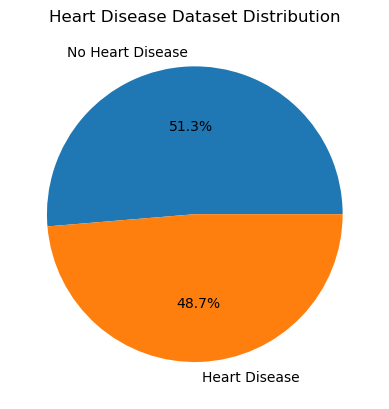 Heart Disease Dataset Distribution
No Heart Disease
51.3%
48.7%
Heart Disease